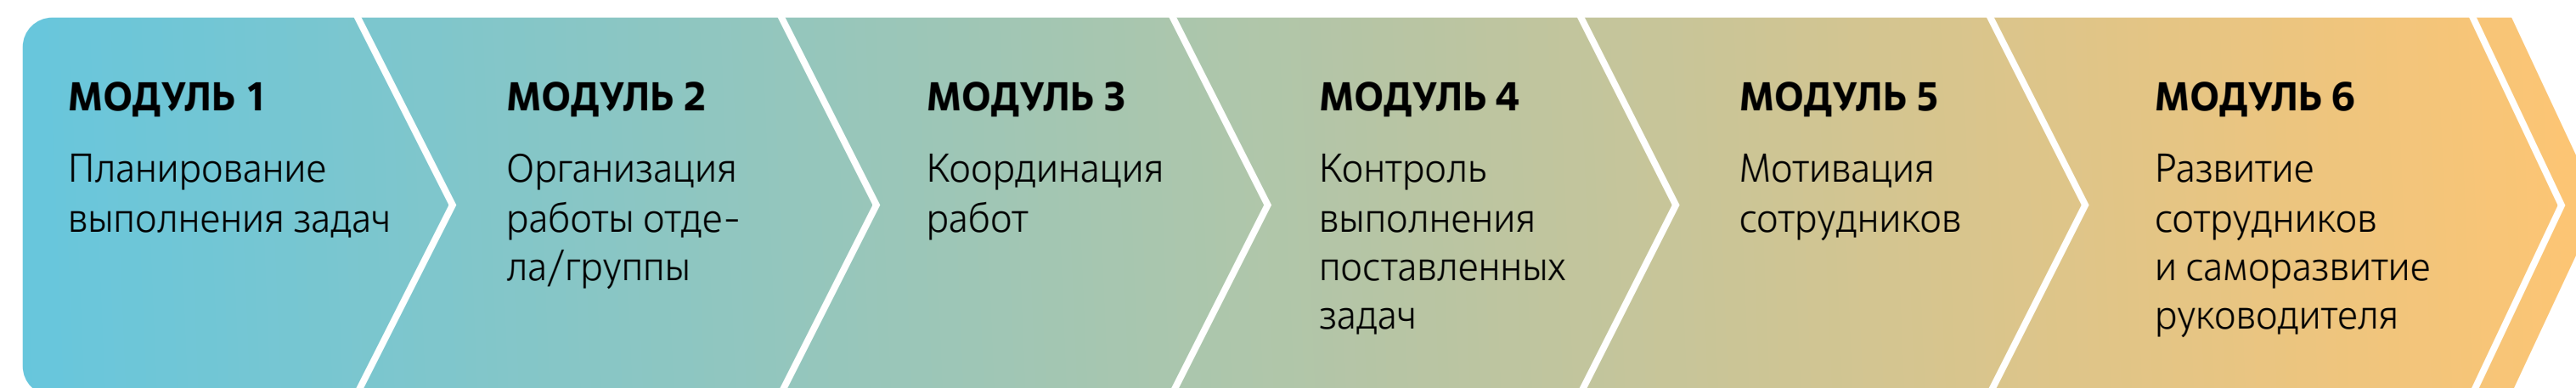 МОДУЛЬ 1
Планирование
выполнения задач
МОДУЛЬ 2
Организация
работы отде-
ла/группы
МОДУЛЬ 3
Координация
работ
МОДУЛЬ 4
Контроль
выполнения
поставленных
задач
МОДУЛЬ 5
Мотивация
сотрудников
МОДУЛЬ 6
Развитие
сотрудников
и саморазвитие
руководителя